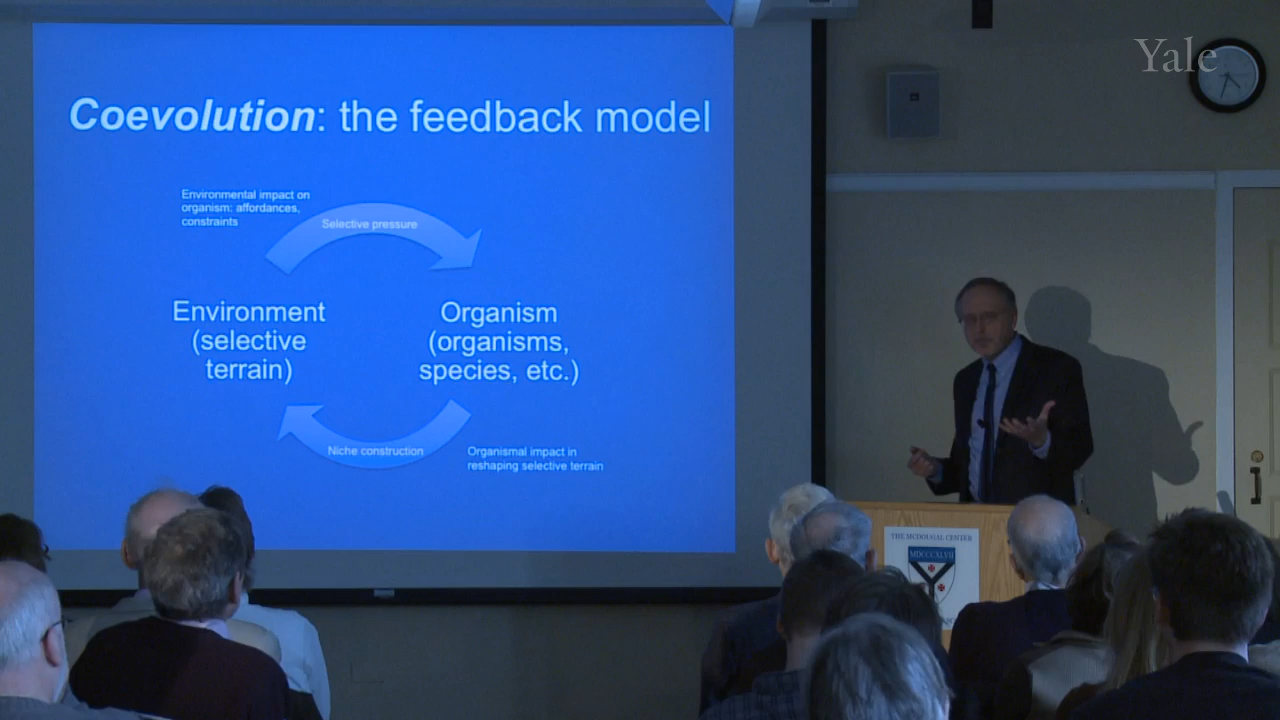 Yale
Coevolution: the feedback model
Environmental impact on
organism: affordances,
constraints
Selective pressure
Environment
(selective
terrain)
Organism
(organisms,
species, etc.)
Niche construction
Organismal impact in
reshaping selective terrain
THE MCDOUGAL CENTER
MDCCCXLVII